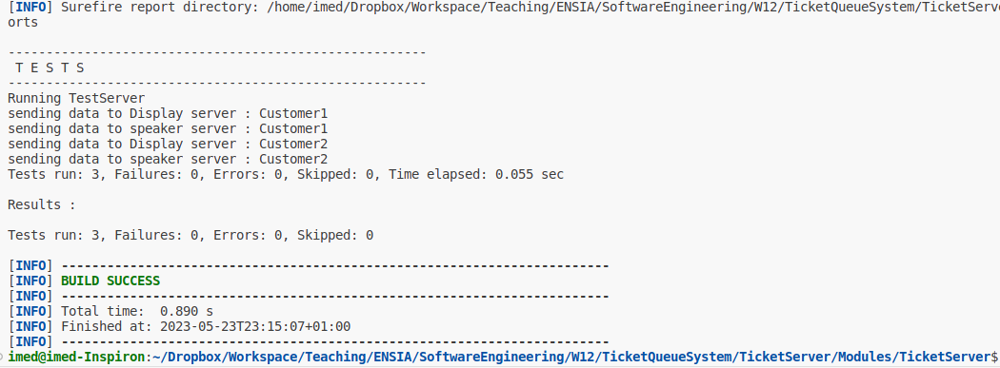 [INFO] Surefire report directory: /home/imed/Dropbox/Workspace/Teaching/ENSIA/SoftwareEngineering/W12/TicketQueueSystem/TicketServe
orts
-------------------------------------------------------
T E S T S
-------------------------------------------------------
Running TestServer
sending data to Display server : Customer1
sending data to speaker server : Customer1
sending data to Display server : Customer2
sending data to speaker server : Customer2
Tests run: 3, Failures: 0, Errors: 0, Skipped: 0, Time elapsed: 0.055 sec
Results :
Tests run: 3, Failures: 0, Errors: 0, Skipped: 0
[INFO] ------------------------------------------------------------------------
[INFO] BUILD SUCCESS
[INFO] ------------------------------------------------------------------------
[INFO] Total time:  0.890 s
[INFO] Finished at: 2023-05-23T23:15:07+01:00
[INFO] ------------------------------------------------------------------------
imed@imed-Inspiron:~/Dropbox/Workspace/Teaching/ENSIA/SoftwareEngineering/W12/TicketQueueSystem/TicketServer/Modules/TicketServer$